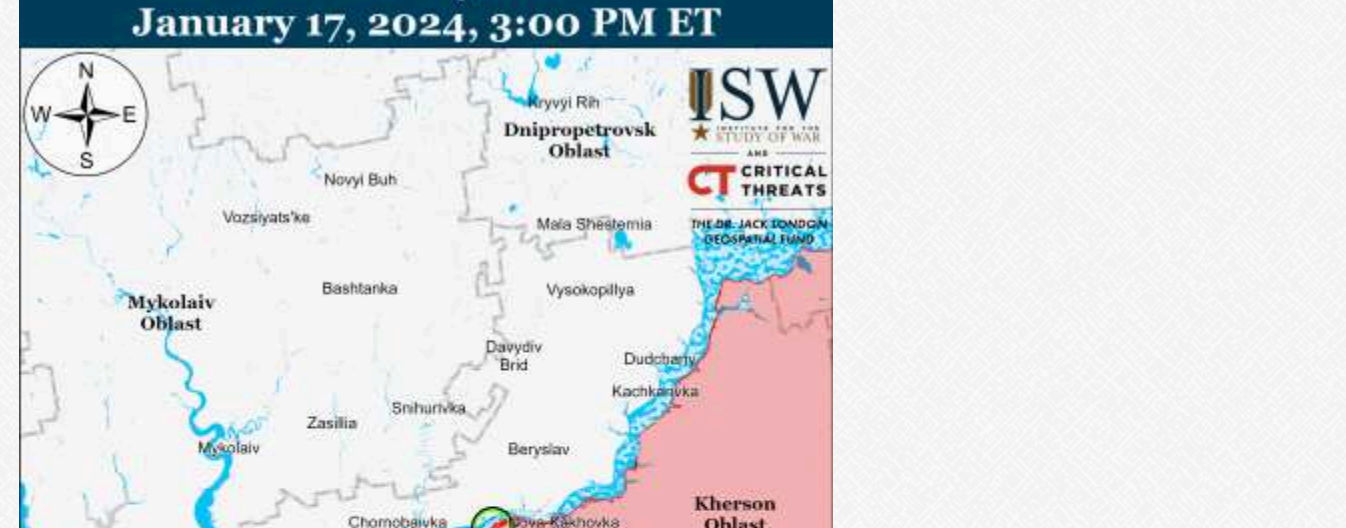 January 17, 2024, 3:00 PM ET
N
W
E
S
ISW
INSTITUTE FOR THE
STUDY OF WAR
AND
CT CRITICAL
THREATS
THE DR. JACK LONDON
GEOSPATIAL FUND
Kryvyi Rih
Dnipropetrovsk
Oblast
Novyi Buh
Vozsiyats'ke
Mala Shesternia
Bashtanka
Vysokopillya
Mykolaiv
Oblast
Davydiv
Brid
Dudchany
Kachkarivka
Snihurivka
Zasillia
Mykolaiv
Beryslav
Kherson
Oblast
Chornobaivka
Nova Kakhovka